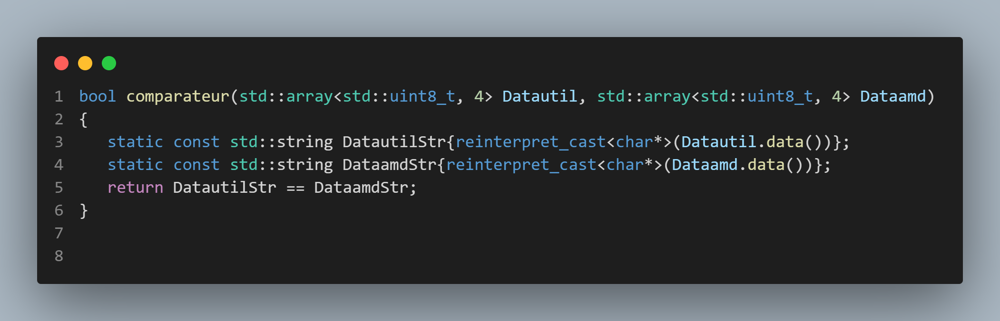 1 bool comparateur(std::array<std::uint8_t, 4> Datautil, std::array<std::uint8_t, 4> Dataamd)
2 {
3    static const std::string DatautilStr{reinterpret_cast<char*>(Datautil.data())};
4    static const std::string DataamdStr{reinterpret_cast<char*>(Dataamd.data())};
5    return DatautilStr == DataamdStr;
6 }
7
8